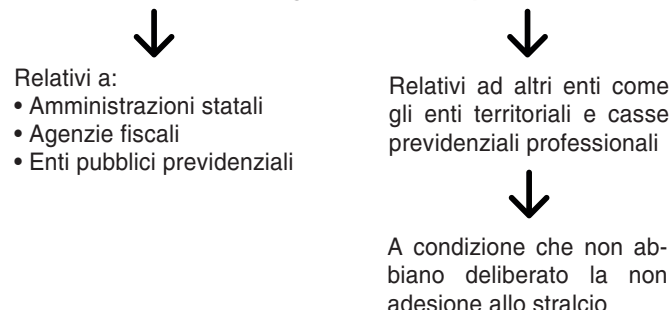 Relativi a:
• Amministrazioni statali
• Agenzie fiscali
• Enti pubblici previdenziali
Relativi ad altri enti come
gli enti territoriali e casse
previdenziali professionali
A condizione che non ab-
biano deliberato la non
adesione allo stralcio